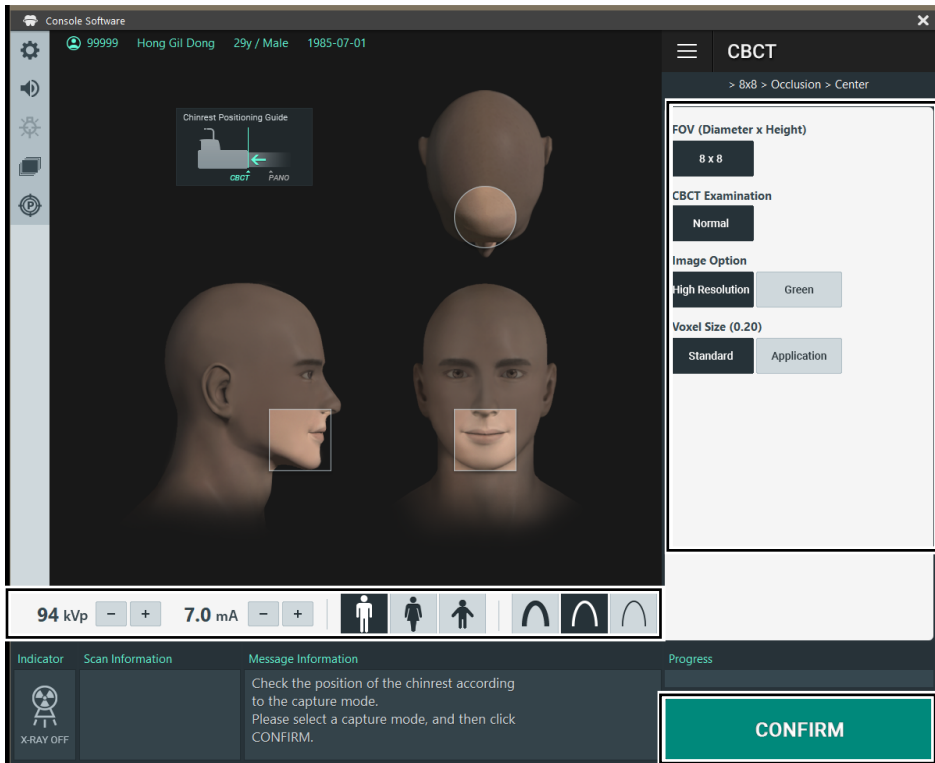 Console Software
99999 Hong Gil Dong 29y / Male 1985-07-01
CBCT
> 8x8 > Occlusion > Center
Chinrest Positioning Guide
CBCT PANO
FOV (Diameter x Height)
8 x 8
CBCT Examination
Normal
Image Option
High Resolution Green
Voxel Size (0.20)
Standard Application
94 kVp - + 7.0 mA - +
Indicator Scan Information Message Information Progress
X-RAY OFF
Check the position of the chinrest according
to the capture mode.
Please select a capture mode, and then click
CONFIRM.
CONFIRM
P